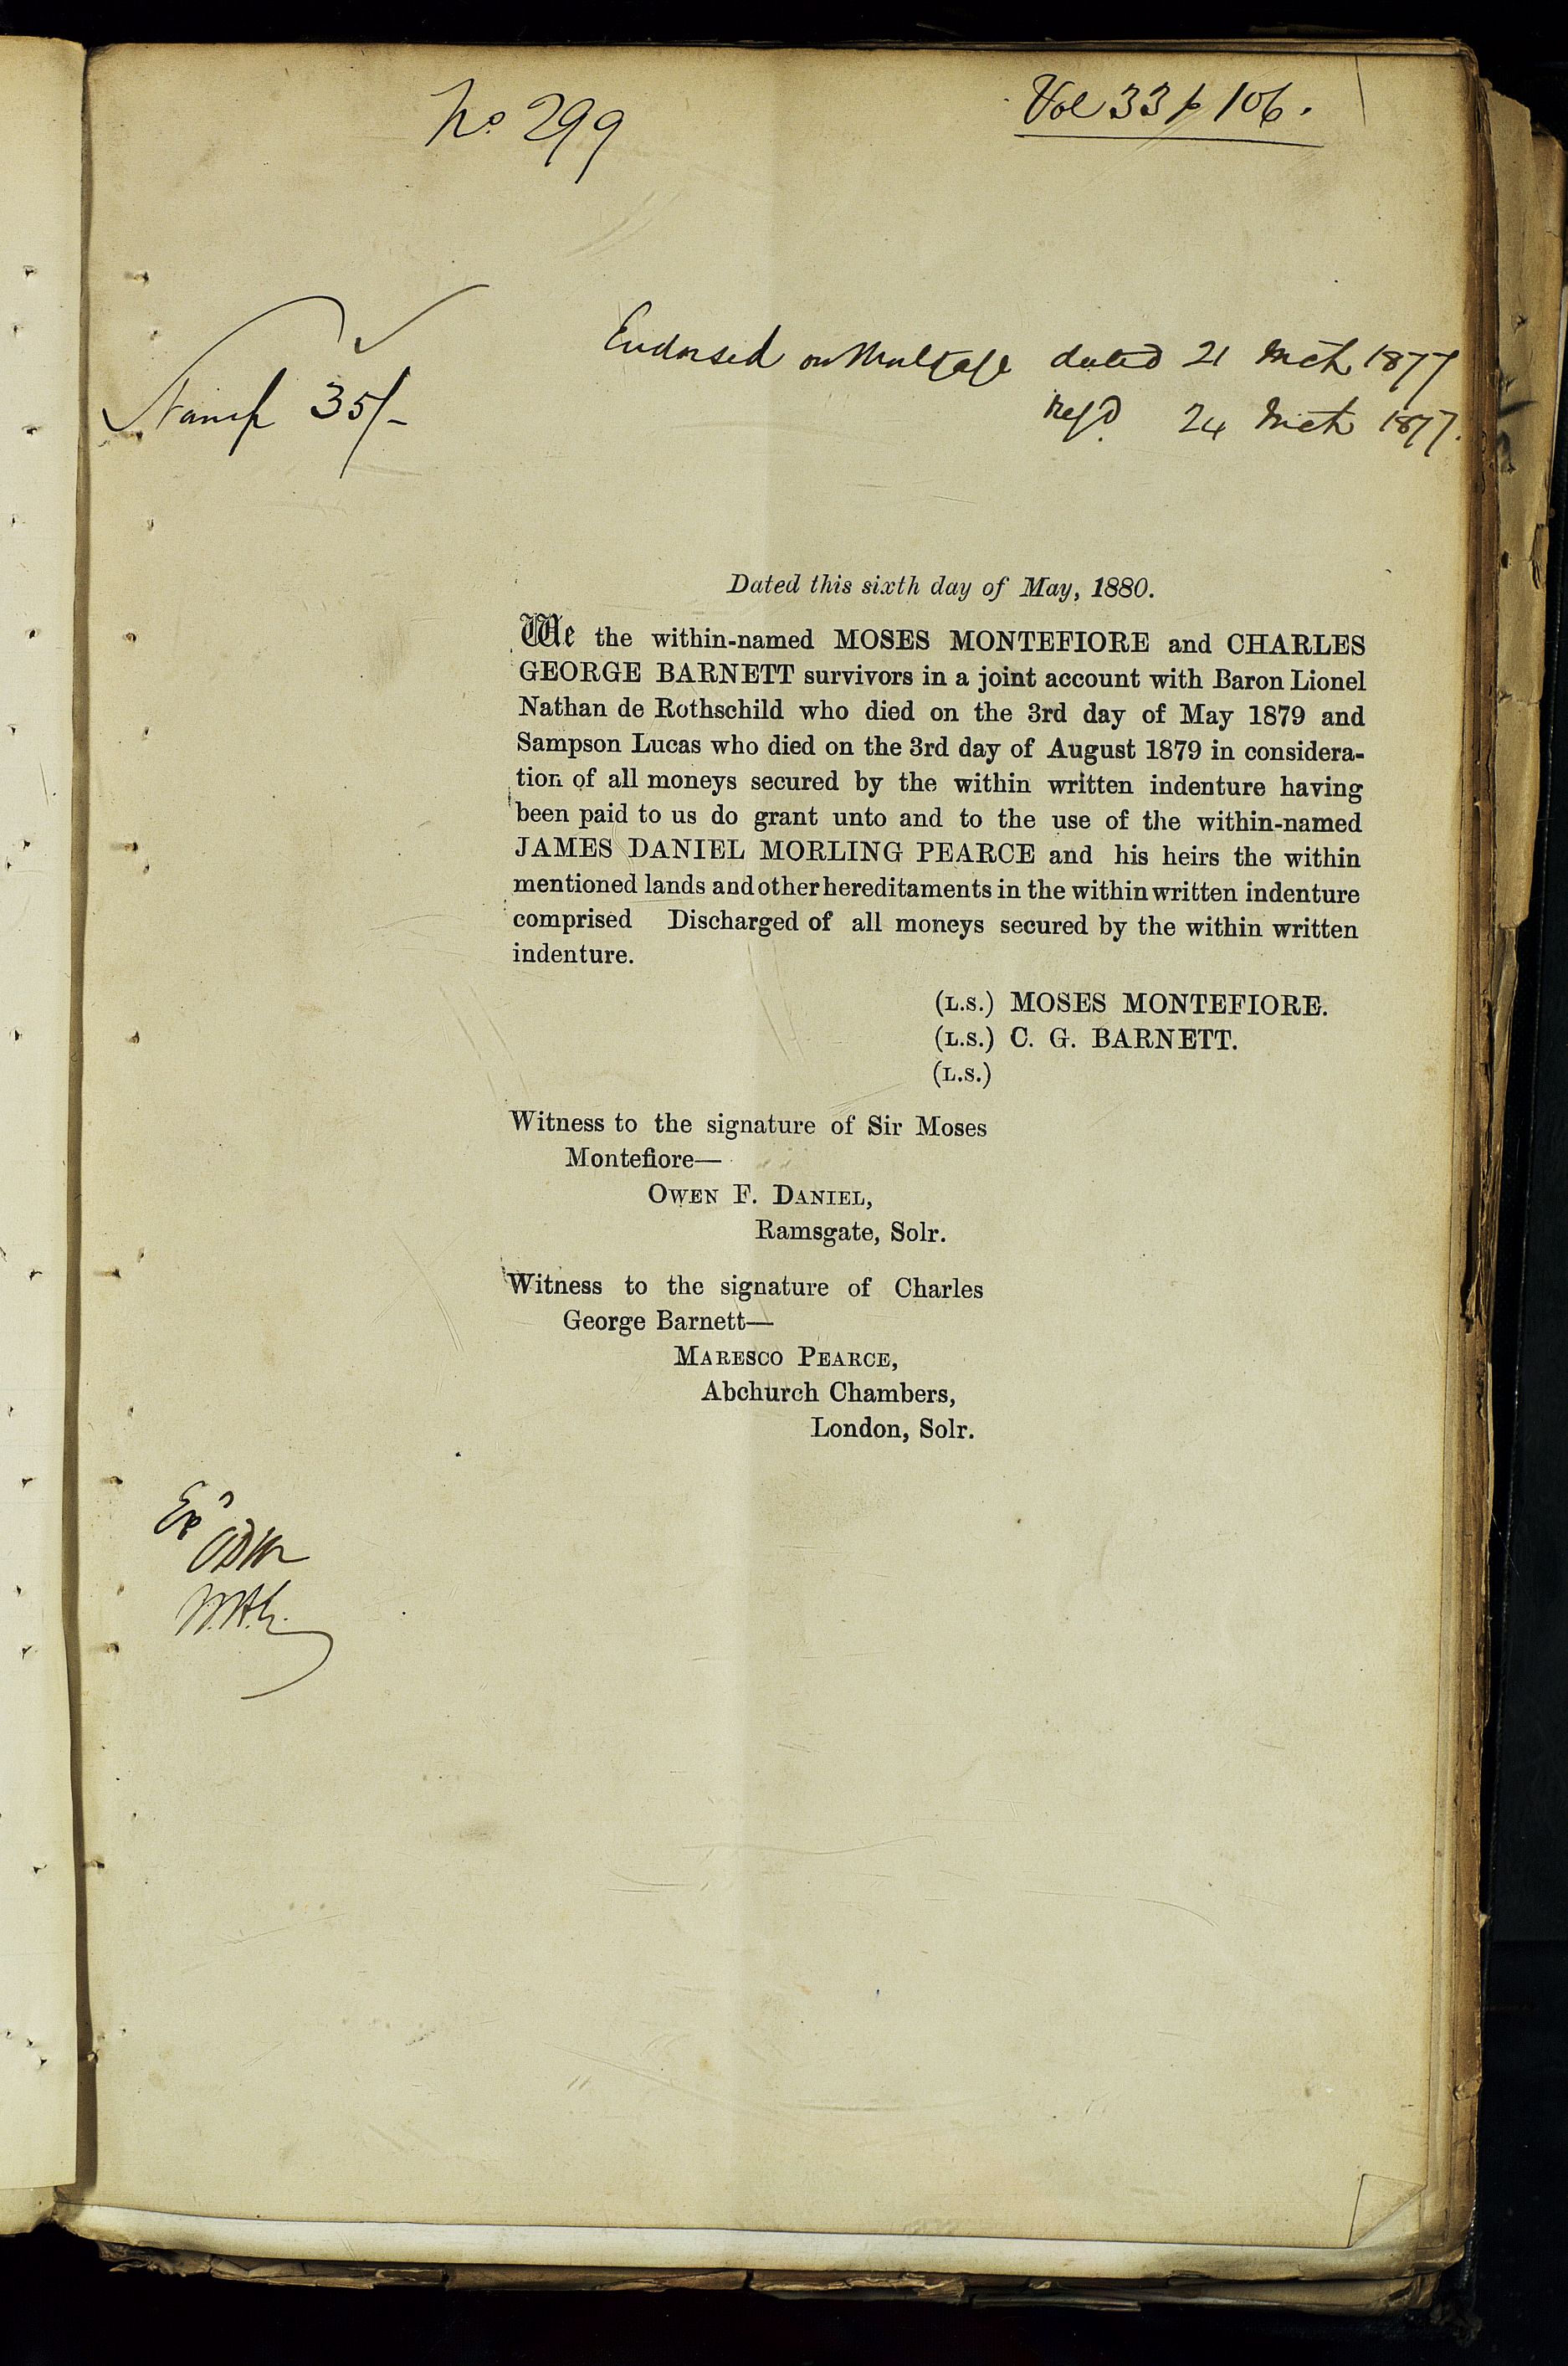 No. 299
Vol 33 p 106.
Stamp 35/-
Endorsed on Mortgage dated 21 Mch 1877
Regd. 24 Mch 1877.
Dated this sixth day of May, 1880.
We the within-named MOSES MONTEFIORE and CHARLES
GEORGE BARNETT survivors in a joint account with Baron Lionel
Nathan de Rothschild who died on the 3rd day of May 1879 and
Sampson Lucas who died on the 3rd day of August 1879 in considera-
tion of all moneys secured by the within written indenture having
been paid to us do grant unto and to the use of the within-named
JAMES DANIEL MORLING PEARCE and his heirs the within
mentioned lands and other hereditaments in the within written indenture
comprised Discharged of all moneys secured by the within written
indenture.
(L.S.) MOSES MONTEFIORE.
(L.S.) C. G. BARNETT.
(L.S.)
Witness to the signature of Sir Moses
Montefiore—
OWEN F. DANIEL,
Ramsgate, Solr.
Witness to the signature of Charles
George Barnett—
MARESCO PEARCE,
Abchurch Chambers,
London, Solr.